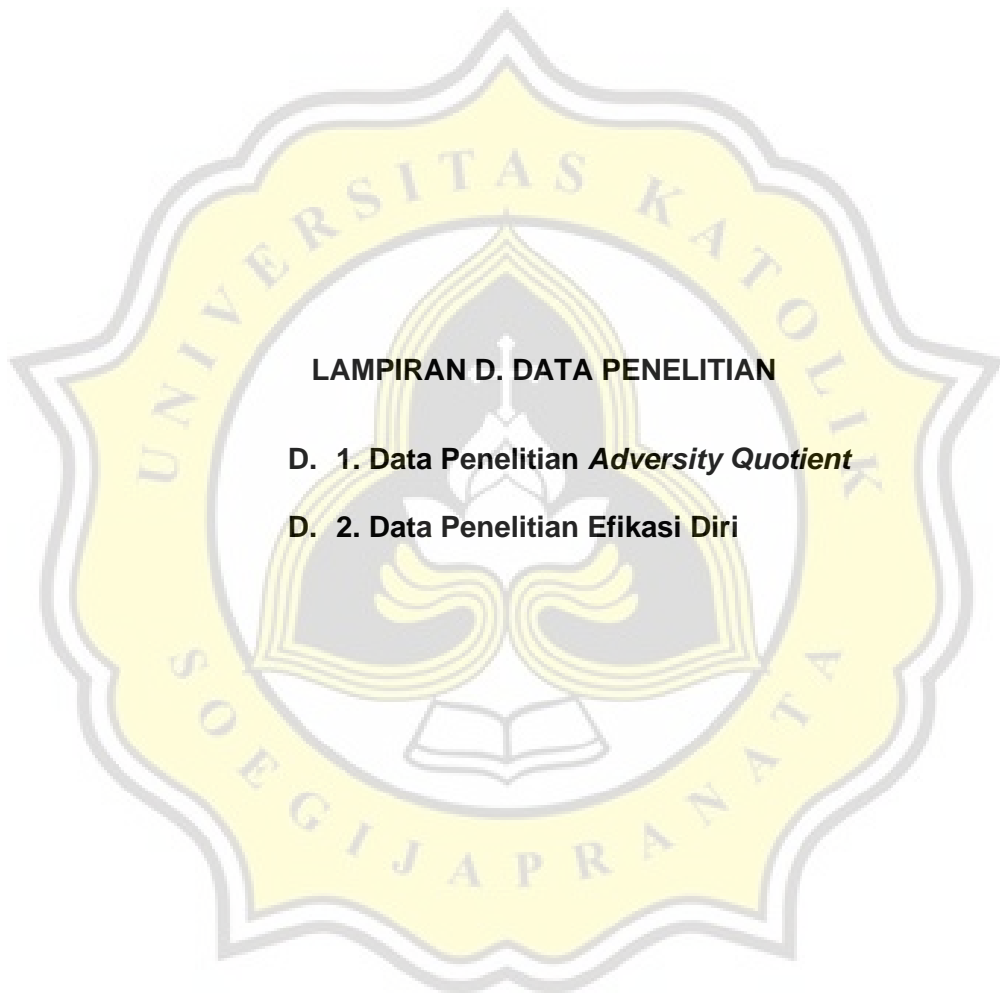 UNIVERSITAS KATOLIK
LAMPIRAN D. DATA PENELITIAN
D. 1. Data Penelitian Adversity Quotient
D. 2. Data Penelitian Efikasi Diri
SOEGIJAPRANATA